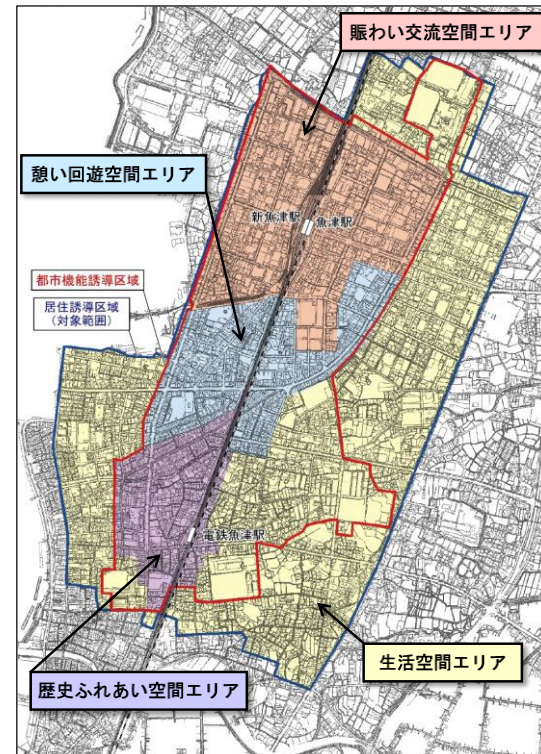 賑わい交流空間エリア
憩い回遊空間エリア
新魚津駅
魚津駅
都市機能誘導区域
居住誘導区域
(対象範囲)
電鉄魚津駅
生活空間エリア
歴史ふれあい空間エリア